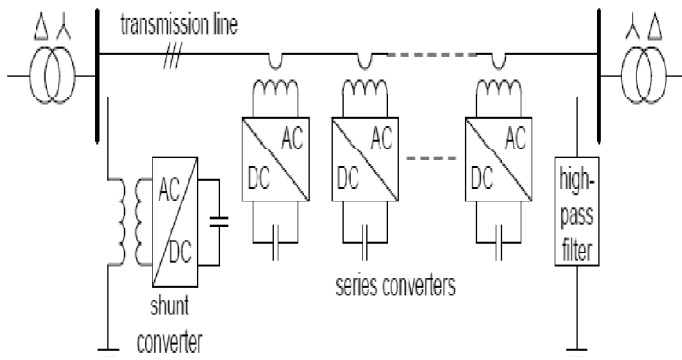 Δ Y
transmission line
Y Δ
AC
DC
AC
DC
AC
DC
AC
DC
shunt
converter
series converters
high-
pass
filter